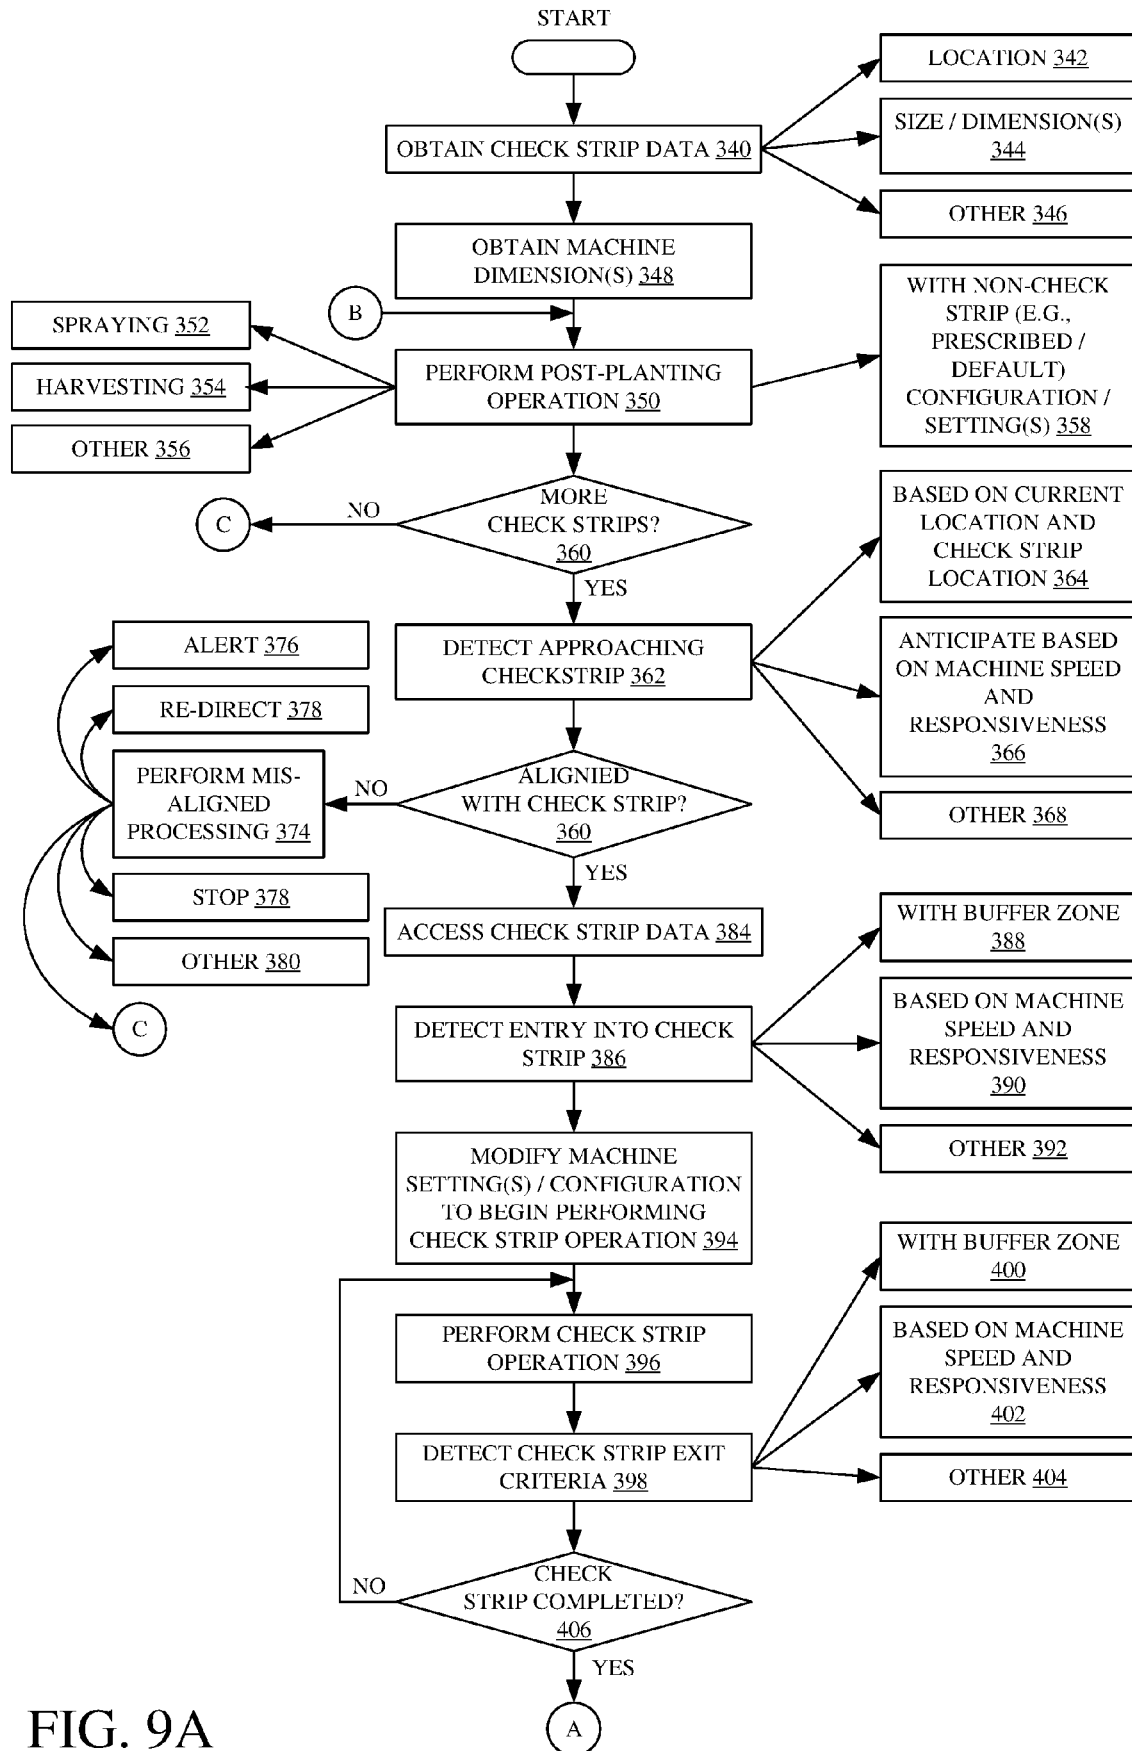 START
LOCATION 342
OBTAIN CHECK STRIP DATA 340
SIZE / DIMENSION(S)
344
OTHER 346
OBTAIN MACHINE
DIMENSION(S) 348
B
SPRAYING 352
HARVESTING 354
OTHER 356
PERFORM POST-PLANTING
OPERATION 350
WITH NON-CHECK
STRIP (E.G.,
PRESCRIBED /
DEFAULT)
CONFIGURATION /
SETTING(S) 358
MORE
CHECK STRIPS?
360
NO
C
YES
BASED ON CURRENT
LOCATION AND
CHECK STRIP
LOCATION 364
DETECT APPROACHING
CHECKSTRIP 362
ANTICIPATE BASED
ON MACHINE SPEED
AND
RESPONSIVENESS
366
OTHER 368
ALERT 376
RE-DIRECT 378
PERFORM MIS-
ALIGNED
PROCESSING 374
NO
ALIGNIED
WITH CHECK STRIP?
360
YES
STOP 378
OTHER 380
C
ACCESS CHECK STRIP DATA 384
WITH BUFFER ZONE
388
DETECT ENTRY INTO CHECK
STRIP 386
BASED ON MACHINE
SPEED AND
RESPONSIVENESS
390
OTHER 392
MODIFY MACHINE
SETTING(S) / CONFIGURATION
TO BEGIN PERFORMING
CHECK STRIP OPERATION 394
WITH BUFFER ZONE
400
PERFORM CHECK STRIP
OPERATION 396
BASED ON MACHINE
SPEED AND
RESPONSIVENESS
402
DETECT CHECK STRIP EXIT
CRITERIA 398
OTHER 404
CHECK
STRIP COMPLETED?
406
NO
YES
A
FIG. 9A